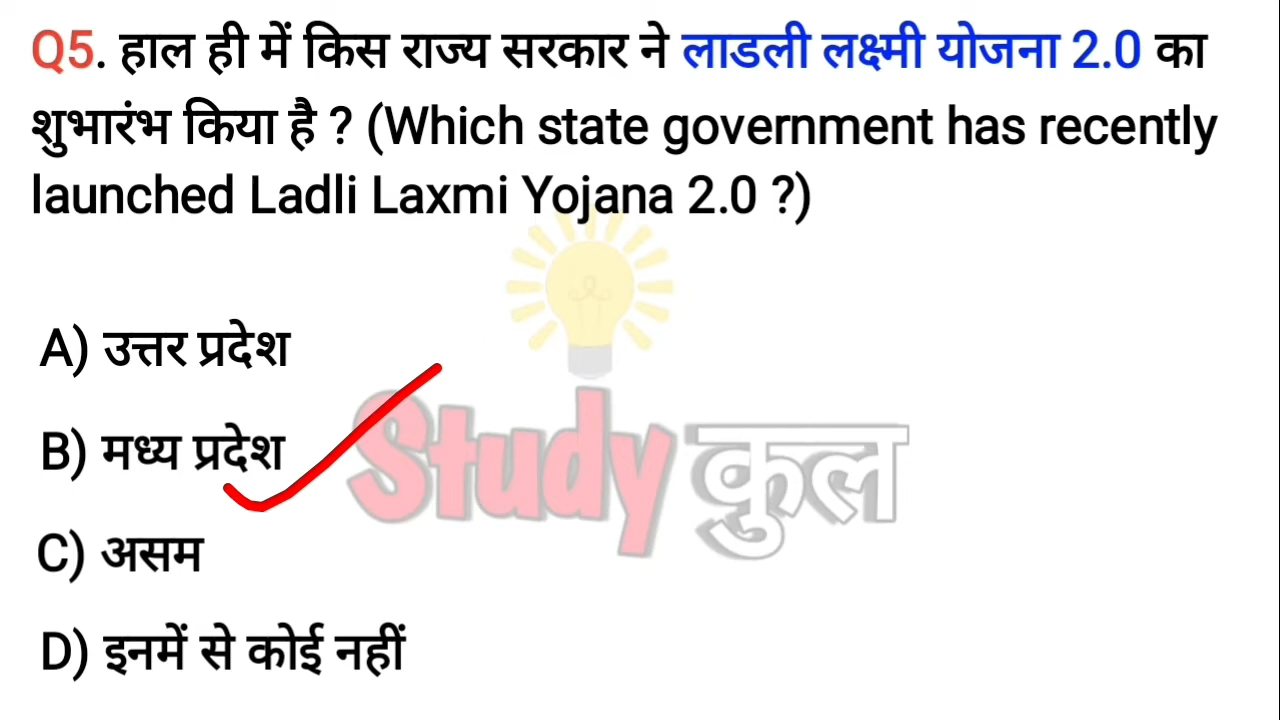 Q5. हाल ही में किस राज्य सरकार ने लाडली लक्ष्मी योजना 2.0 का
शुभारंभ किया है ? (Which state government has recently
launched Ladli Laxmi Yojana 2.0 ?)
A) उत्तर प्रदेश
B) मध्य प्रदेश
Study कुल
C) असम
D) इनमें से कोई नहीं